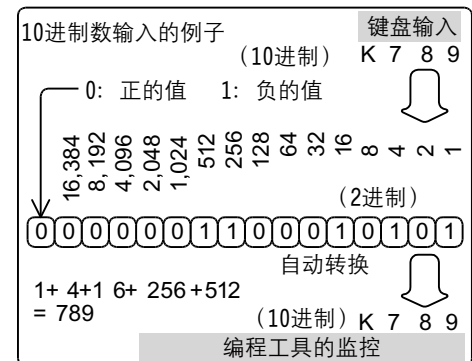 10进制数输入的例子
键盘输入
（10进制） K 7 8 9
0: 正的值 1: 负的值
16,384 8,192 4,096 2,048 1,024 512 256 128 64 32 16 8 4 2 1
（2进制）
0 0 0 0 0 0 1 1 0 0 0 1 0 1 0 1
自动转换
1+ 4+1 6+ 256 +512
= 789
（10进制） K 7 8 9
编程工具的监控